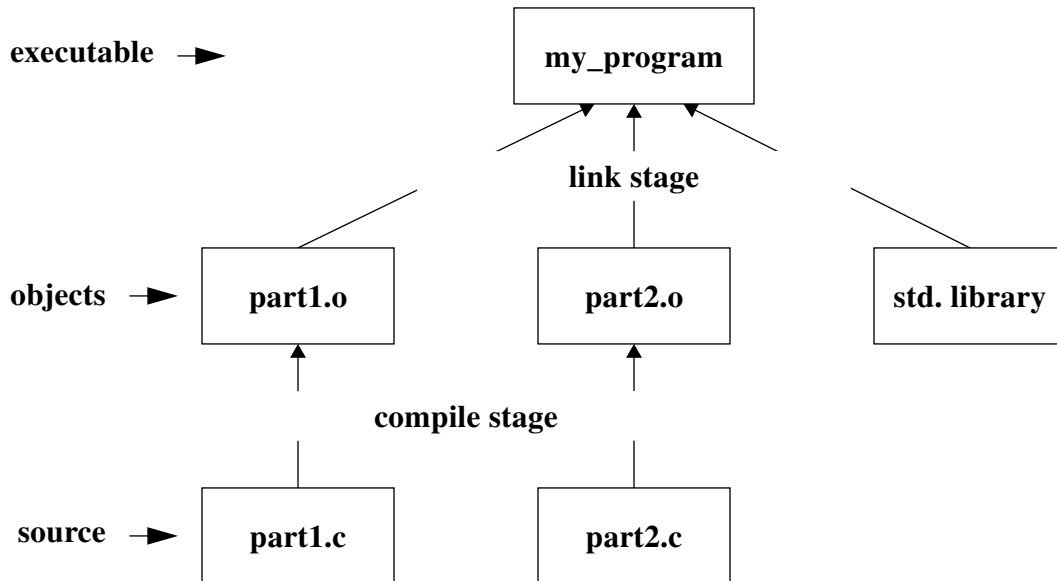 executable
my_program
link stage
objects
part1.o
part2.o
std. library
compile stage
source
part1.c
part2.c